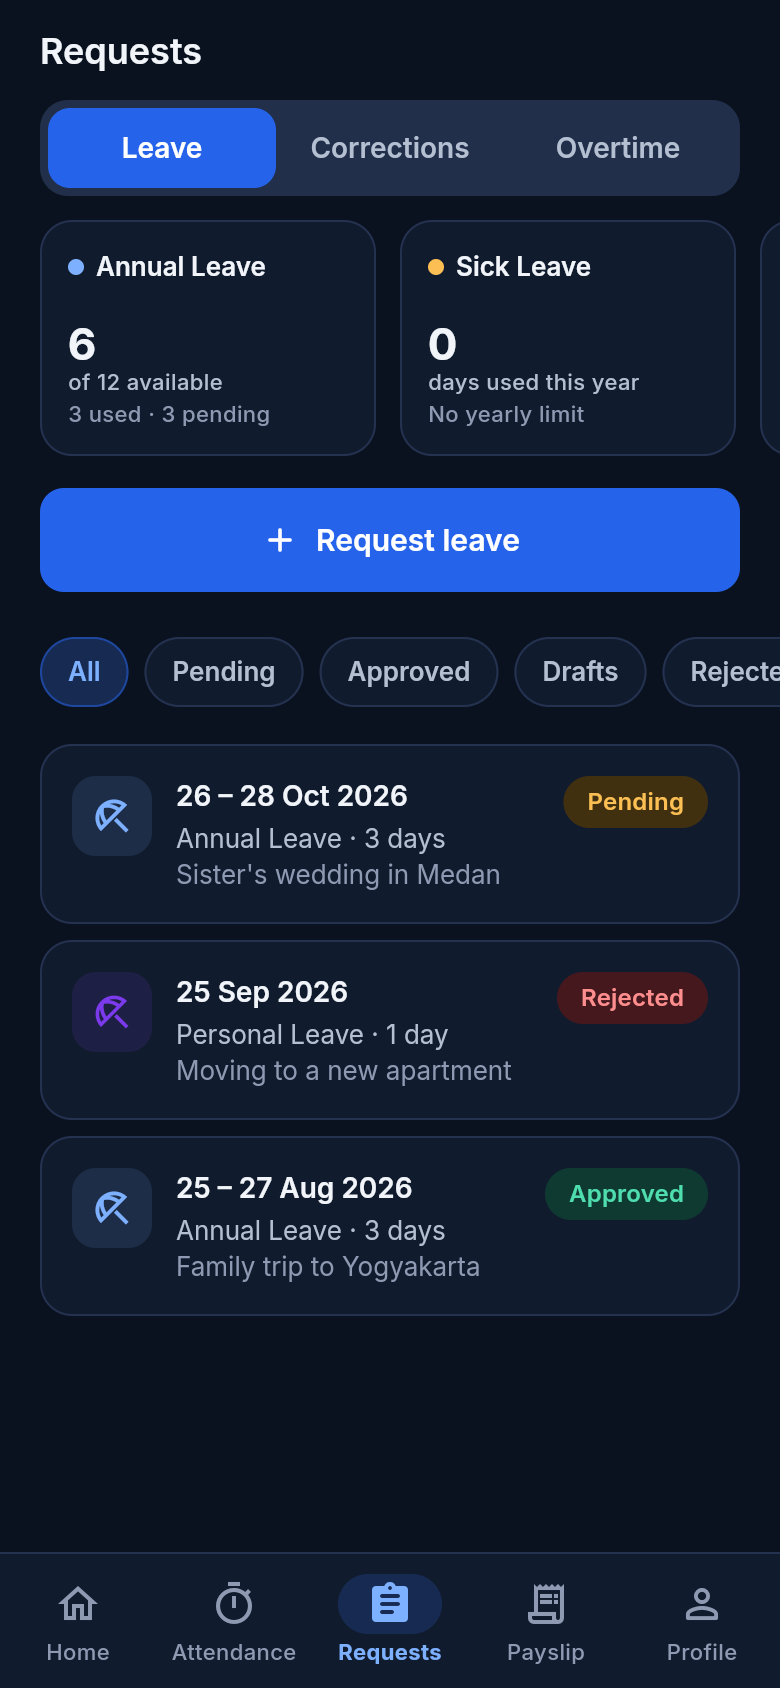 Requests
Leave
Corrections
Overtime
Annual Leave
6
of 12 available
3 used · 3 pending
Sick Leave
0
days used this year
No yearly limit
Request leave
All
Pending
Approved
Drafts
Rejecte
26 – 28 Oct 2026
Pending
Annual Leave · 3 days
Sister's wedding in Medan
25 Sep 2026
Rejected
Personal Leave · 1 day
Moving to a new apartment
25 – 27 Aug 2026
Approved
Annual Leave · 3 days
Family trip to Yogyakarta
Home
Attendance
Requests
Payslip
Profile